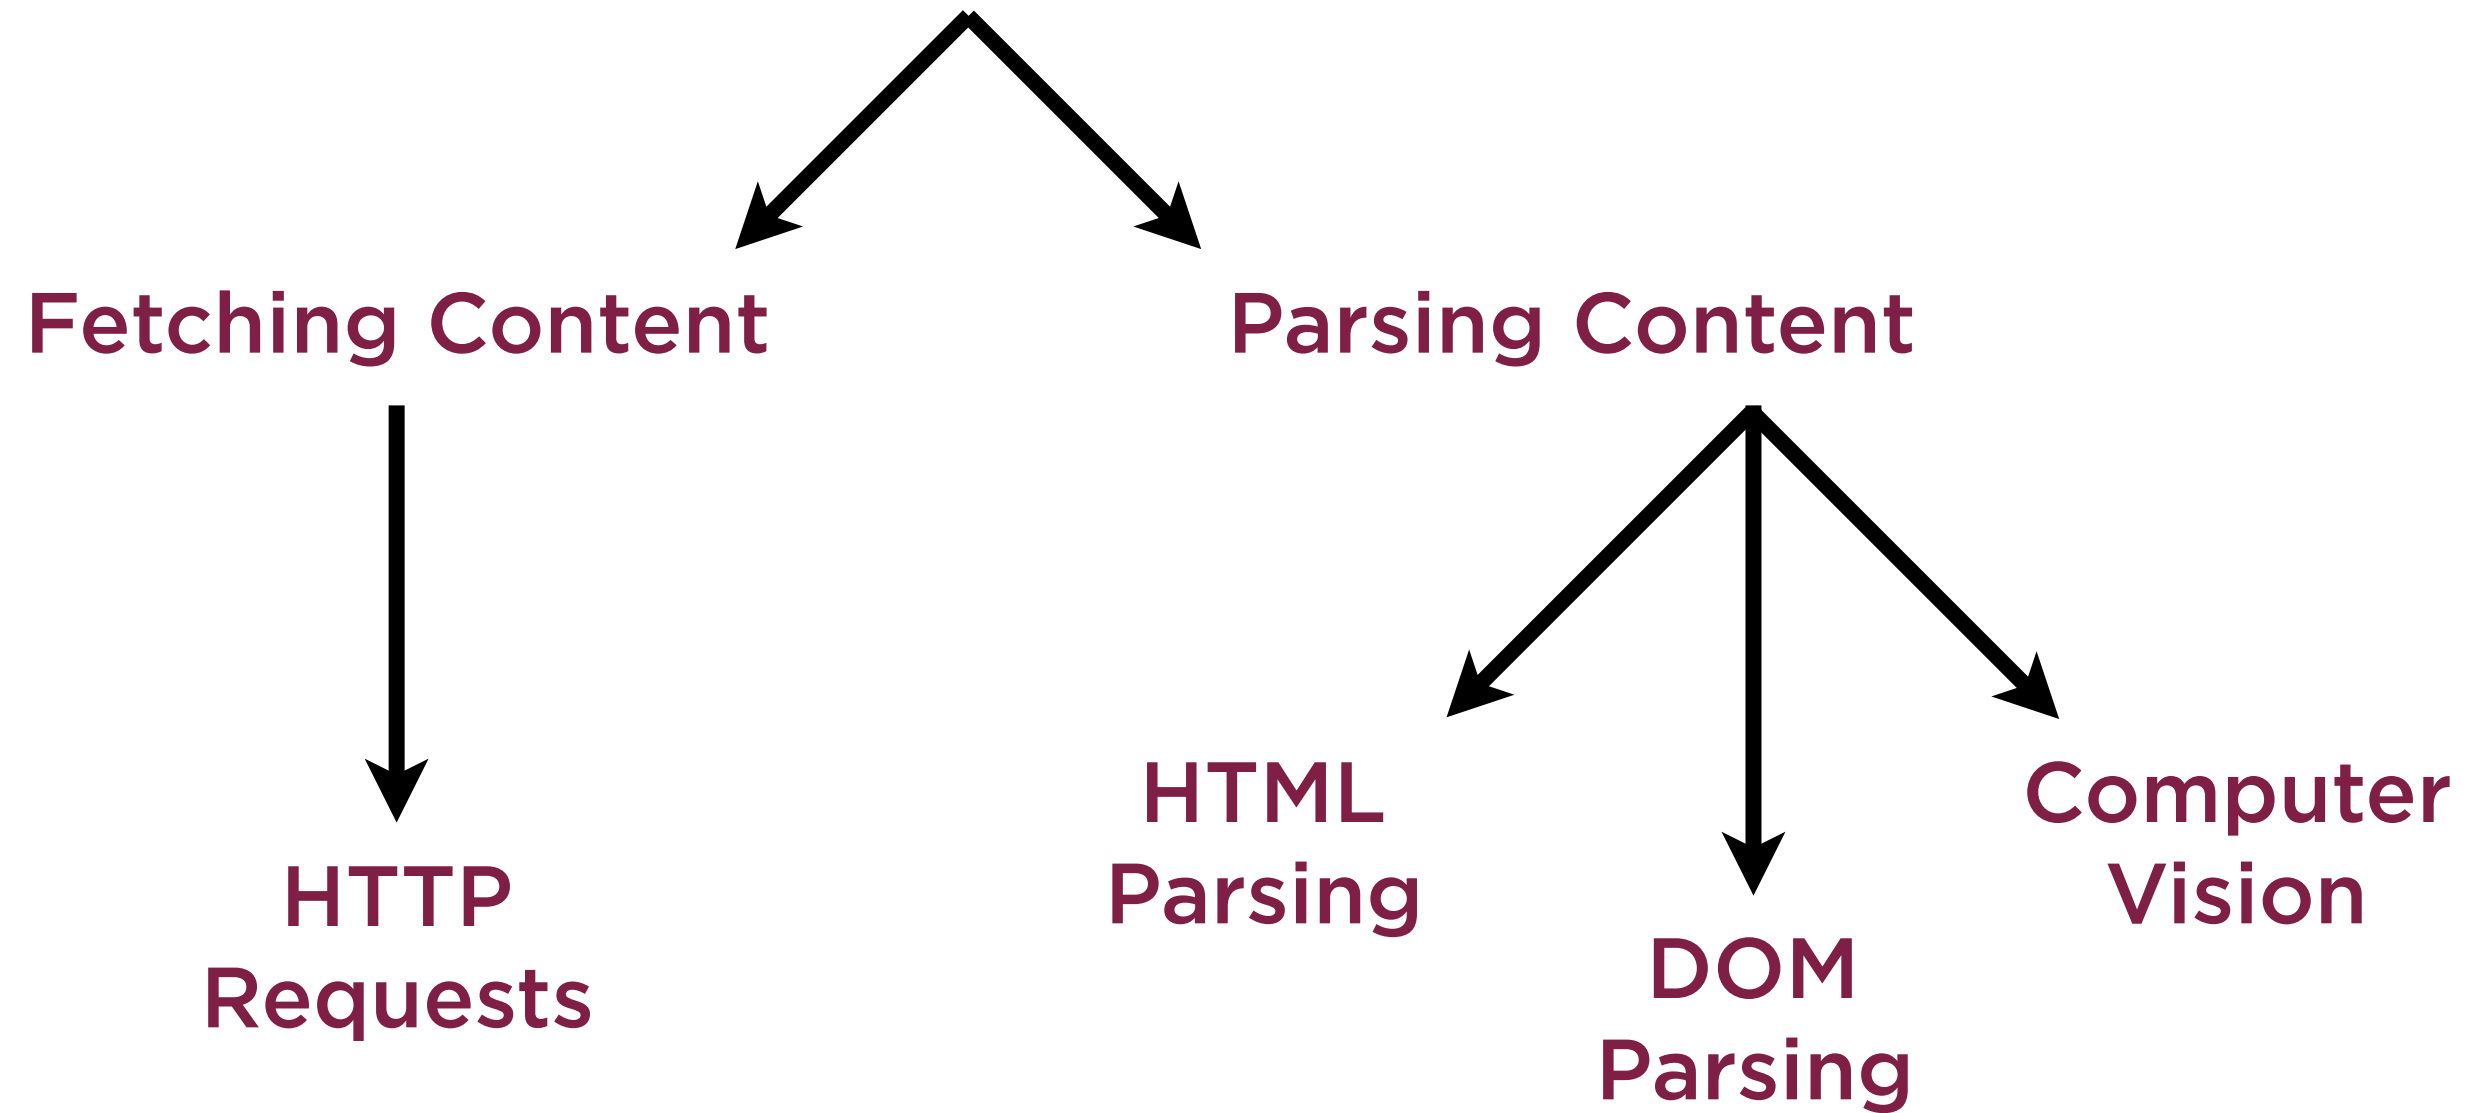 Fetching Content
Parsing Content
HTTP
Requests
HTML
Parsing
DOM
Parsing
Computer
Vision